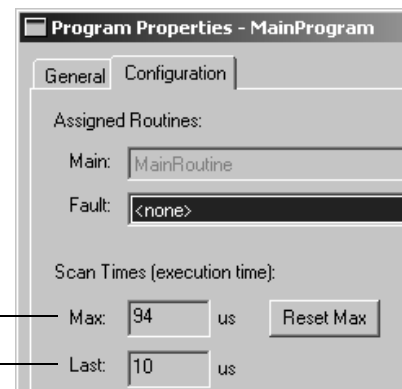 Program Properties - MainProgram
General Configuration
Assigned Routines:
Main: MainRoutine
Fault: <none>
Scan Times (execution time):
Max: 94 us Reset Max
Last: 10 us